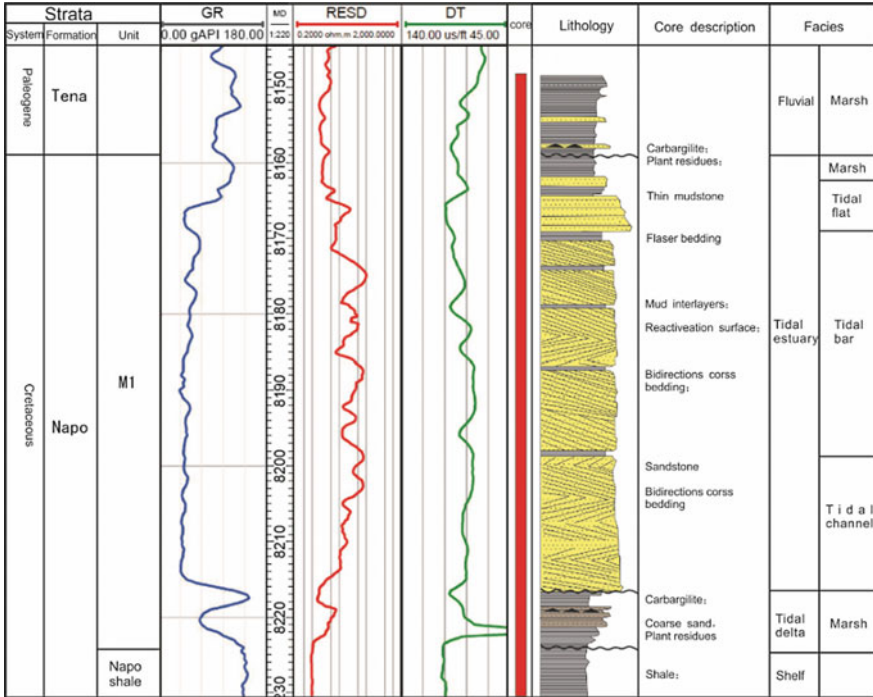 Strata GR MD RESD DT core Lithology Core description Facies
System Formation Unit 0.00 gAPI 180.00 1:220 0.2000 ohm.m 2,000.0000 140.00 us/ft 45.00
Paleogene
Tena
8150
Fluvial
Marsh
Carbargilite;
Plant residues;
8160
Marsh
Thin mudstone
Tidal
flat
8170
Flaser bedding
8180
Mud interlayers;
Reactiveation surface;
Tidal
estuary
Tidal
bar
Cretaceous
Napo
M1
8190
Bidirections corss
bedding;
8200
Sandstone
Bidirections corss
bedding
Tidal
channel
8210
Carbargilite;
8220
Coarse sand,
Plant residues
Tidal
delta
Marsh
Napo
shale
8230
Shale;
Shelf